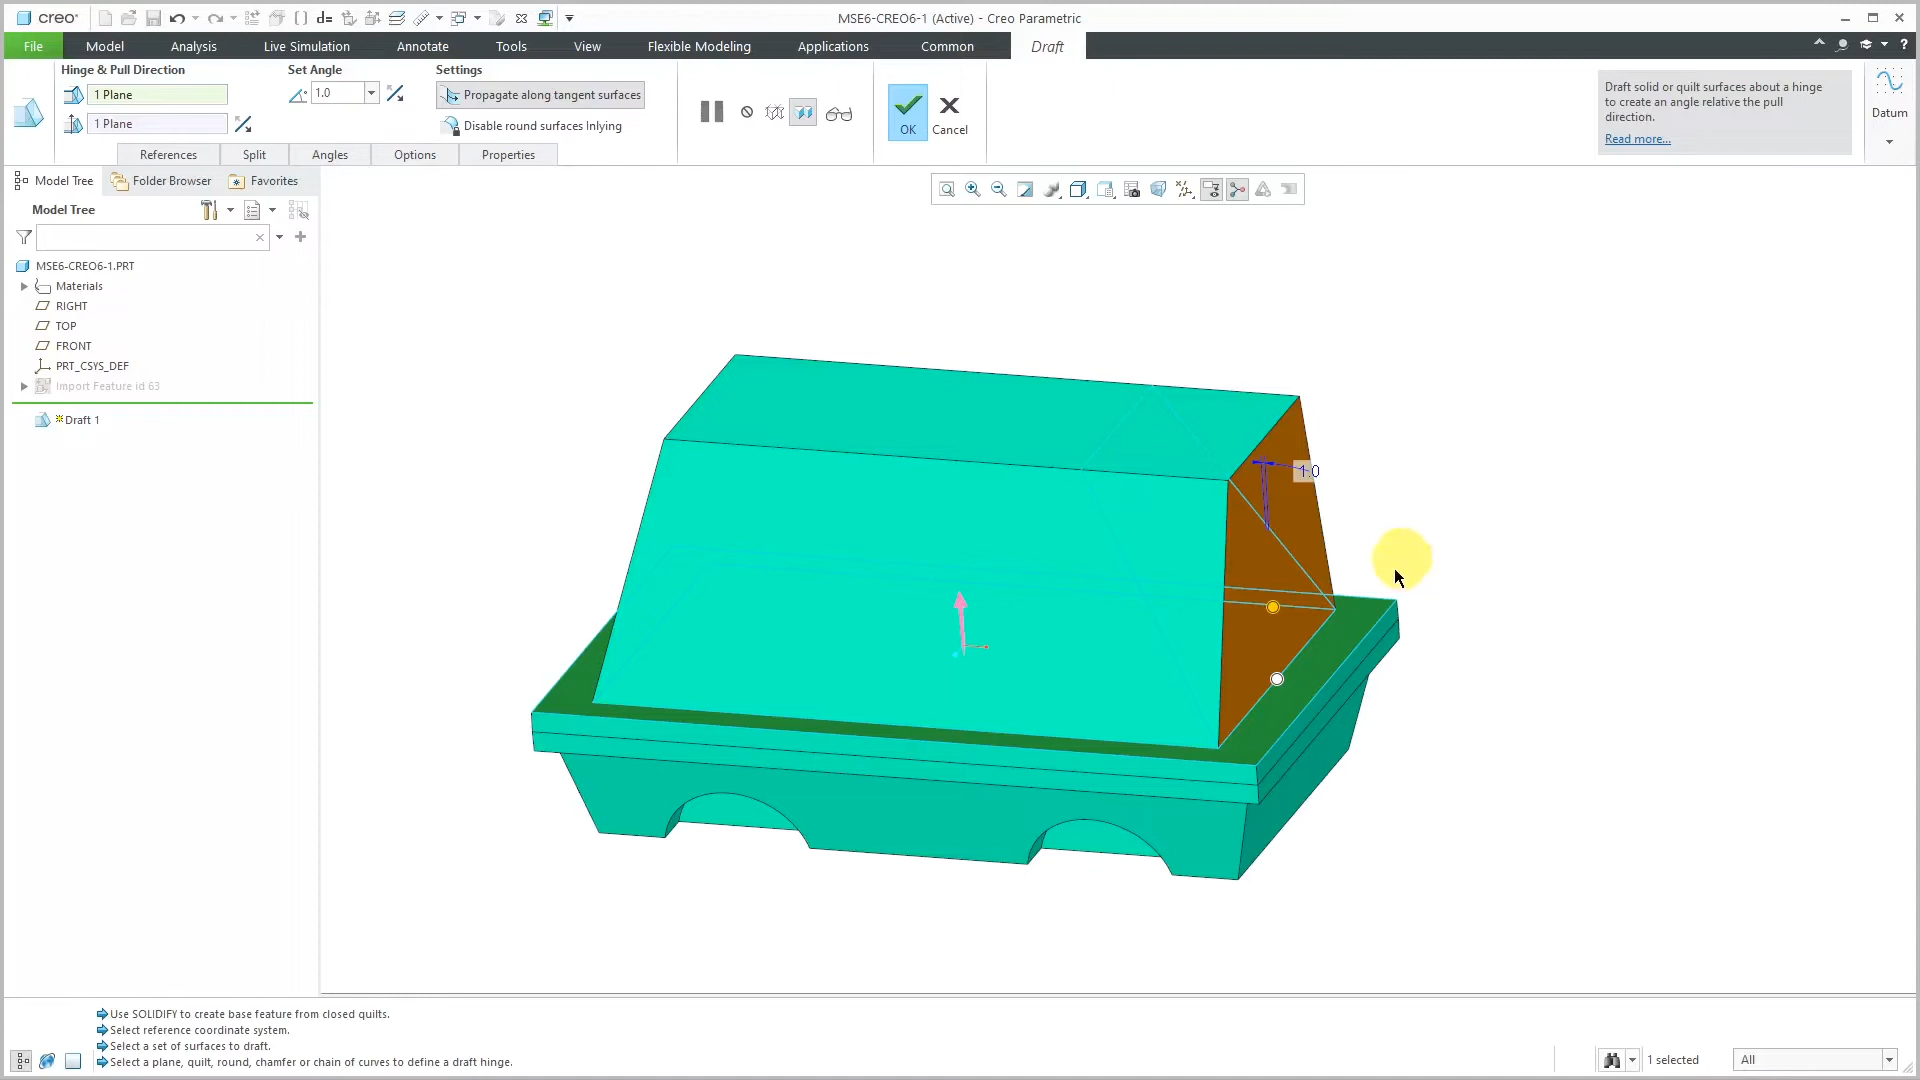 creo®
MSE6-CREO6-1 (Active) - Creo Parametric
File
Model
Analysis
Live Simulation
Annotate
Tools
View
Flexible Modeling
Applications
Common
Draft
Hinge & Pull Direction
1 Plane
1 Plane
Set Angle
1.0
Settings
Propagate along tangent surfaces
Disable round surfaces Inlying
OK
Cancel
Draft solid or quilt surfaces about a hinge
to create an angle relative the pull
direction.
Read more...
Datum
References
Split
Angles
Options
Properties
Model Tree
Folder Browser
Favorites
Model Tree
MSE6-CREO6-1.PRT
Materials
RIGHT
TOP
FRONT
PRT_CSYS_DEF
Import Feature id 63
Draft 1
1.0
Use SOLIDIFY to create base feature from closed quilts.
Select reference coordinate system.
Select a set of surfaces to draft.
Select a plane, quilt, round, chamfer or chain of curves to define a draft hinge.
1 selected
All